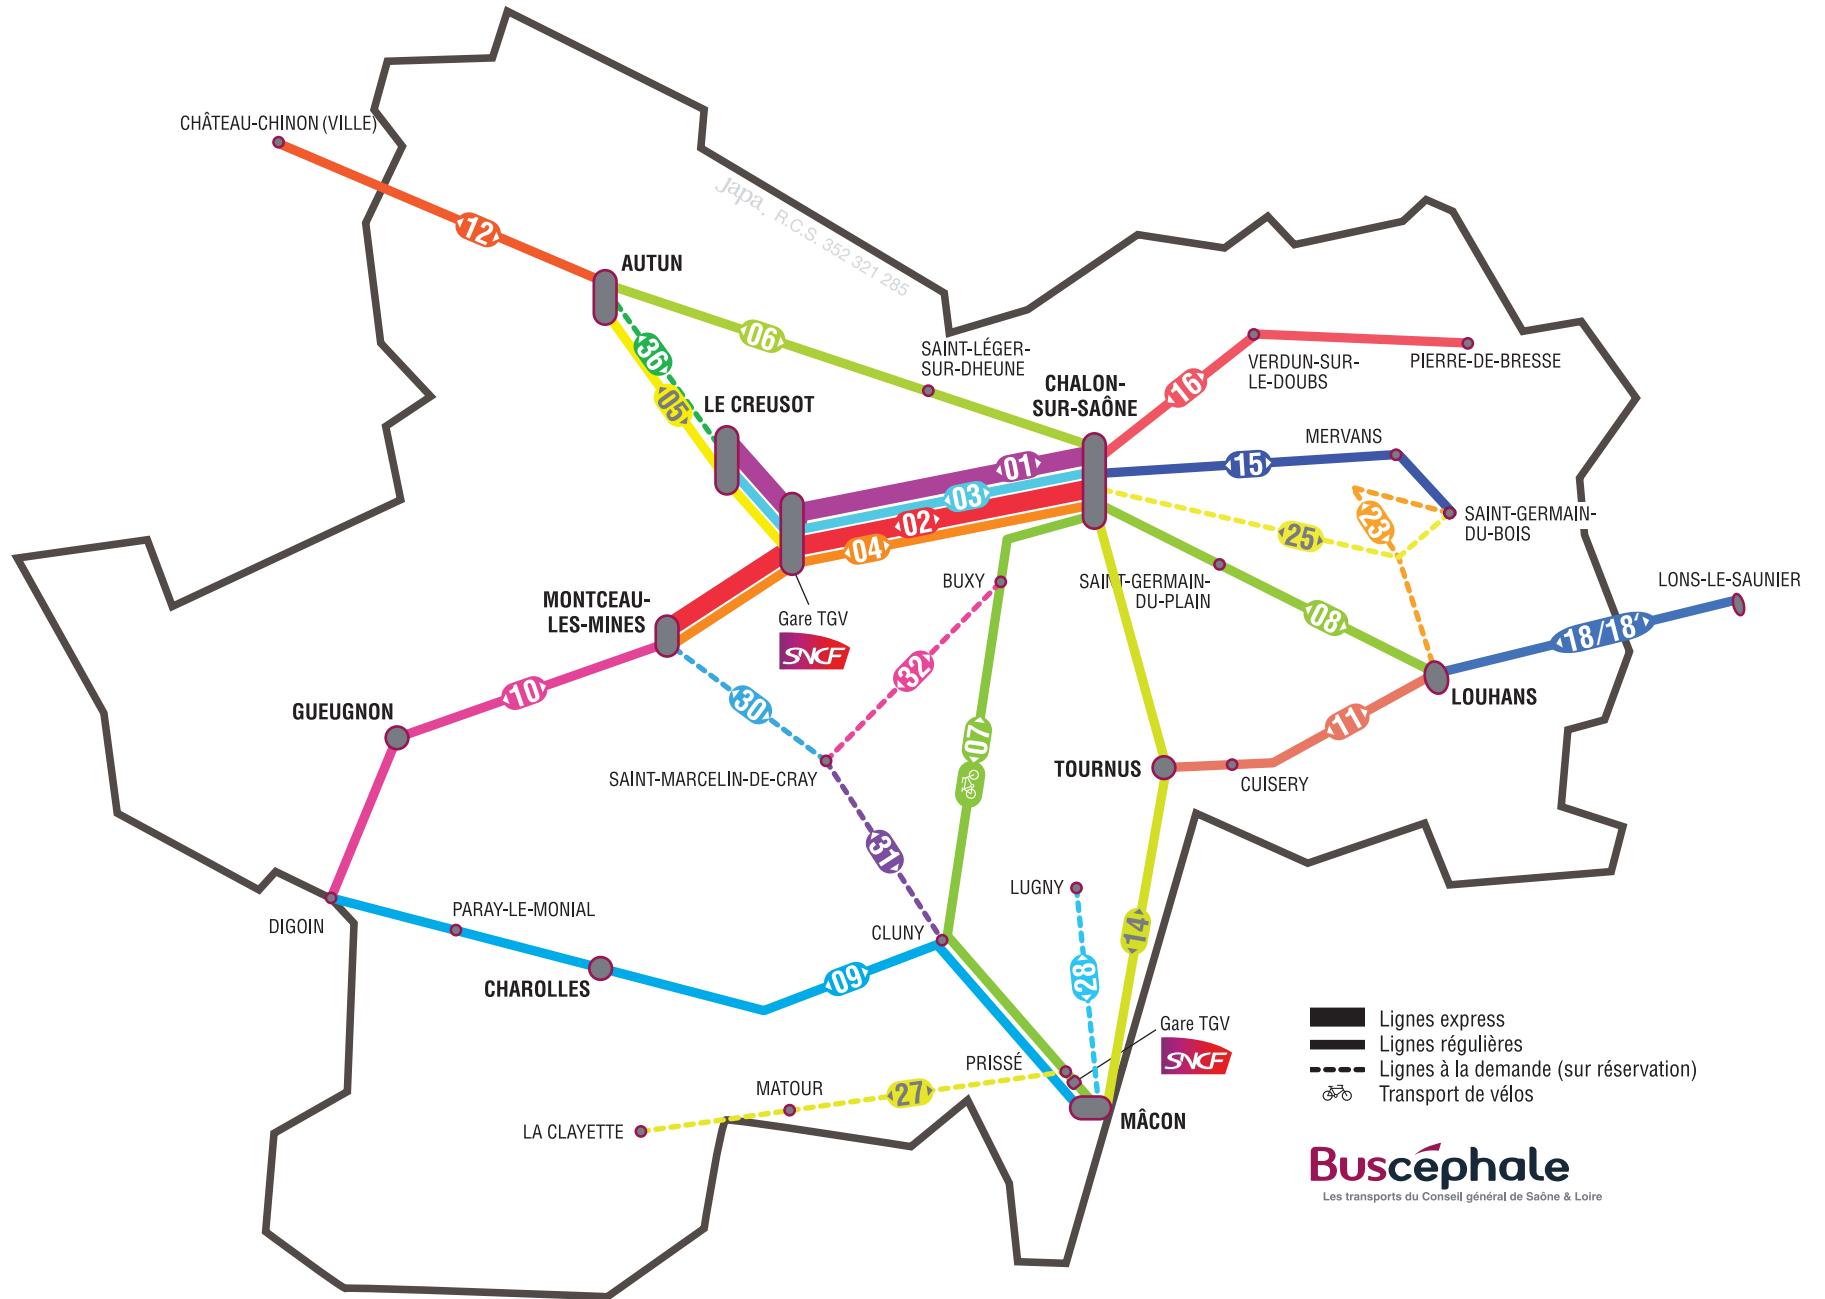 CHÂTEAU-CHINON (VILLE)
12
AUTUN
Japa. R.C.S. 352 321 285
36
06
05
SAINT-LÉGER-
SUR-DHEUNE
LE CREUSOT
CHALON-
SUR-SAÔNE
16
VERDUN-SUR-
LE-DOUBS
PIERRE-DE-BRESSE
MERVANS
01
03
02
04
15
23
25
SAINT-GERMAIN-
DU-BOIS
BUXY
SAINT-GERMAIN-
DU-PLAIN
LONS-LE-SAUNIER
MONTCEAU-
LES-MINES
Gare TGV
SNCF
08
18/18'
10
30
32
GUEUGNON
07
11
LOUHANS
SAINT-MARCELIN-DE-CRAY
TOURNUS
CUISERY
31
LUGNY
DIGOIN
PARAY-LE-MONIAL
CLUNY
14
CHAROLLES
09
28
Gare TGV
SNCF
PRISSÉ
MATOUR
27
LA CLAYETTE
MÂCON
Lignes express
Lignes régulières
Lignes à la demande (sur réservation)
Transport de vélos
Buscéphale
Les transports du Conseil général de Saône & Loire